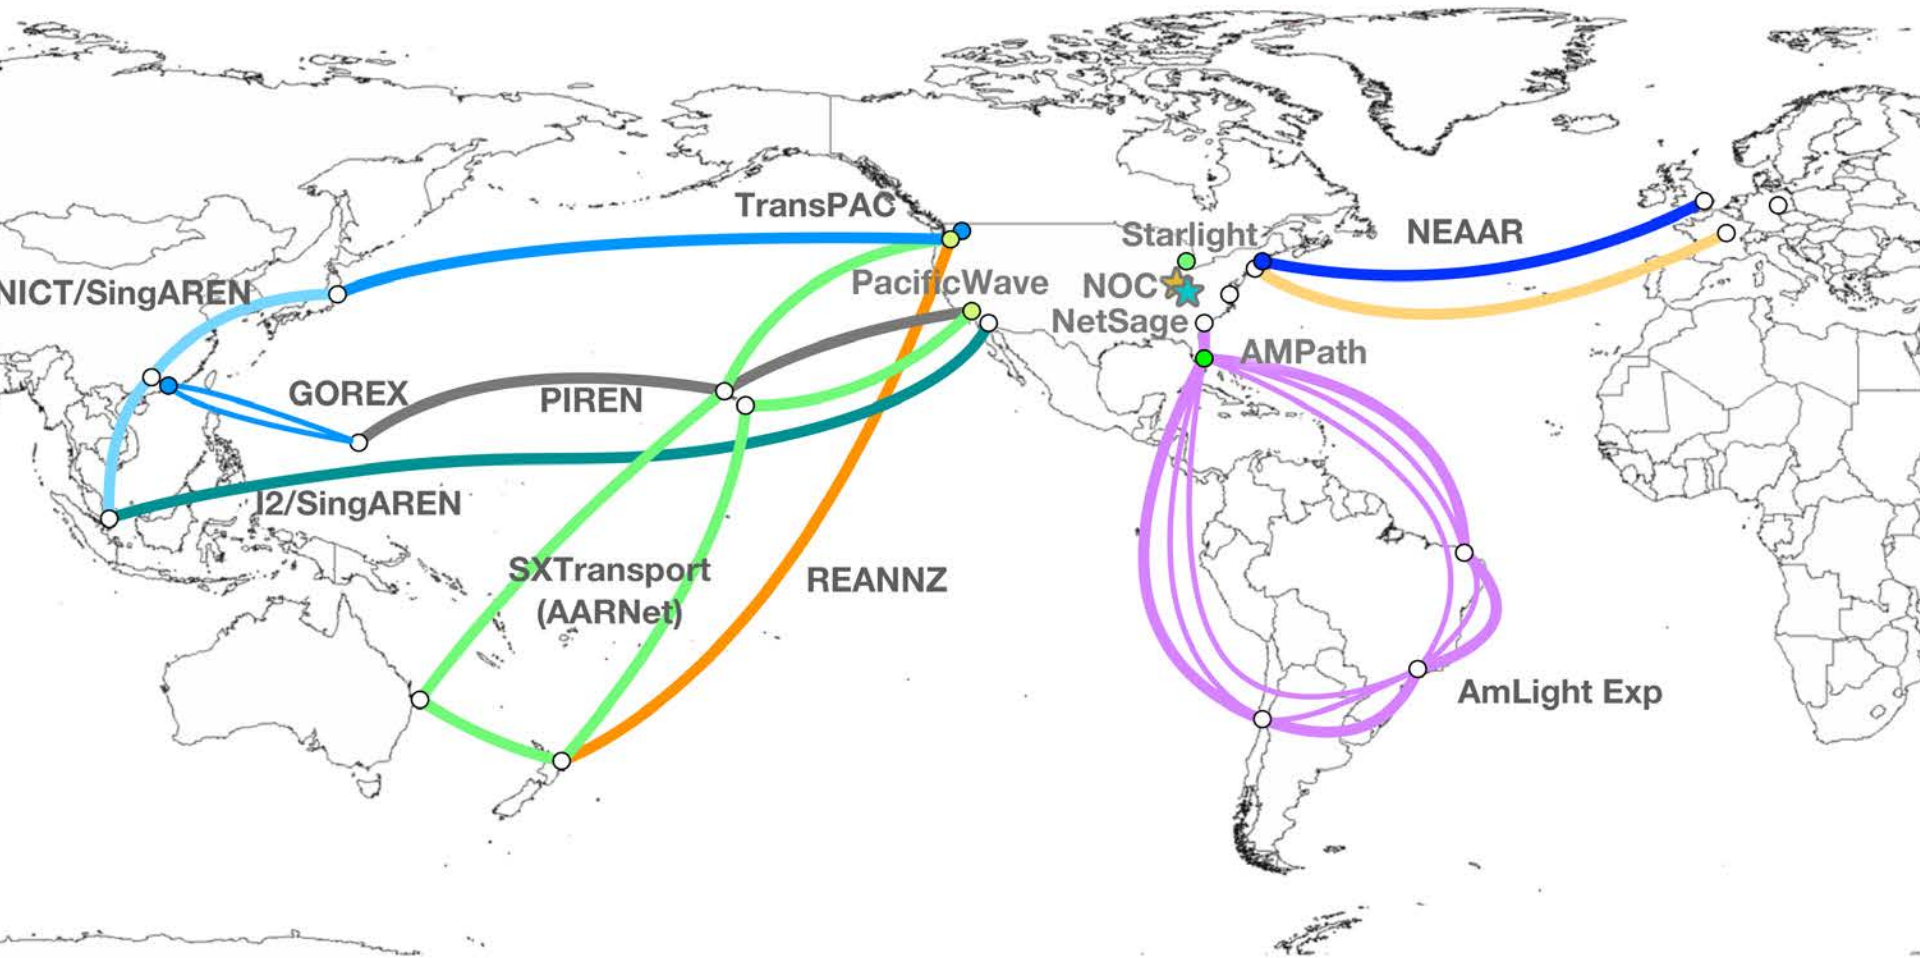 TransPAC
Starlight
NEAAR
NICT/SingAREN
PacificWave
NOC
NetSage
AMPath
GOREX
PIREN
I2/SingAREN
SXTransport
(AARNet)
REANNZ
AmLight Exp